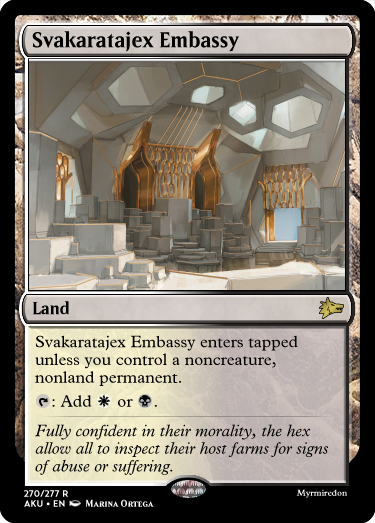 Svakaratajex Embassy
Land
Svakaratajex Embassy enters tapped
unless you control a noncreature,
nonland permanent.
: Add or .
Fully confident in their morality, the hex
allow all to inspect their host farms for signs
of abuse or suffering.
270/277 R
Myrmiredon
AKU • EN Marina Ortega